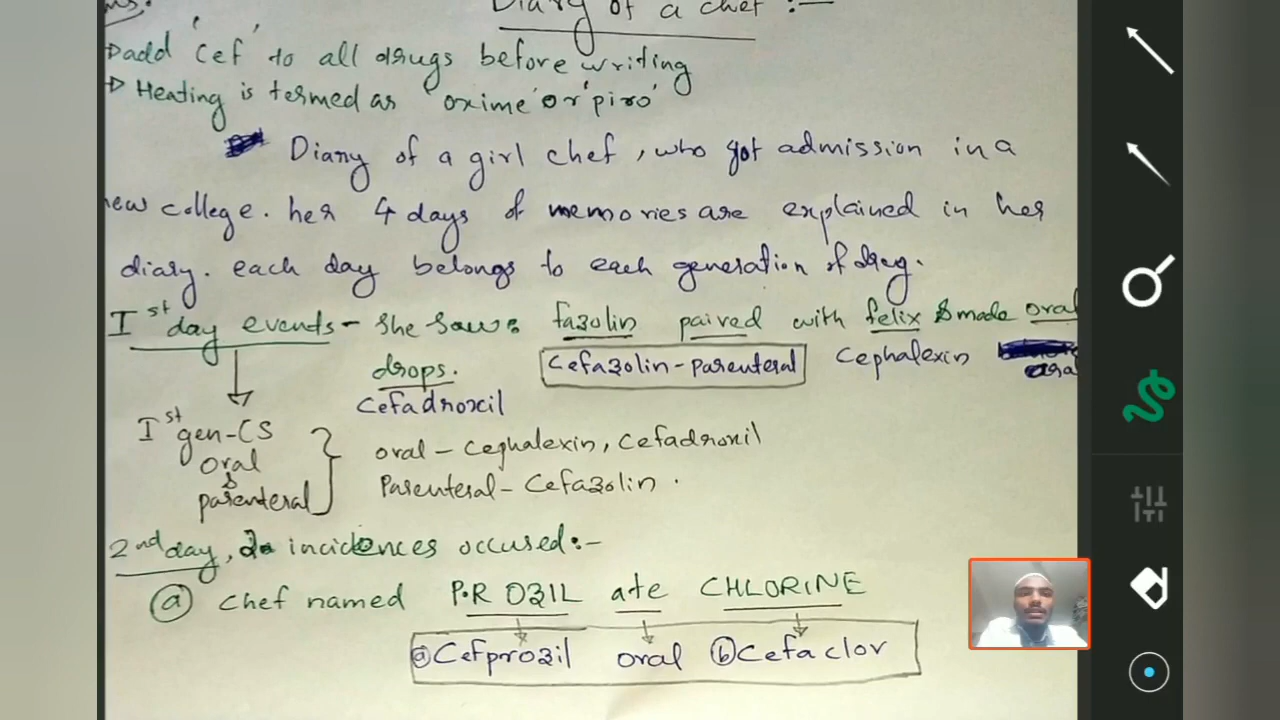 Diary of a chef :-
add 'cef' to all drugs before writing
Heating is termed as 'oxime' or 'piro'
Diary of a girl chef, who got admission in a
new college. her 4 days of memories are explained in her
diary. each day belongs to each generation of drug.
Ist day events - She saw : fazolin paired with felix & made oral
drops. Cefazolin - parenteral Cephalexin oral
Cefadroxil
Ist gen-CS
oral
&
parenteral
oral - Cephalexin, Cefadroxil
Parenteral - Cefazolin.
2nd day, 2 incidences occused :-
(a) Chef named PROZIL ate CHLORINE
(a) Cefprozil oral (b) Cefaclor